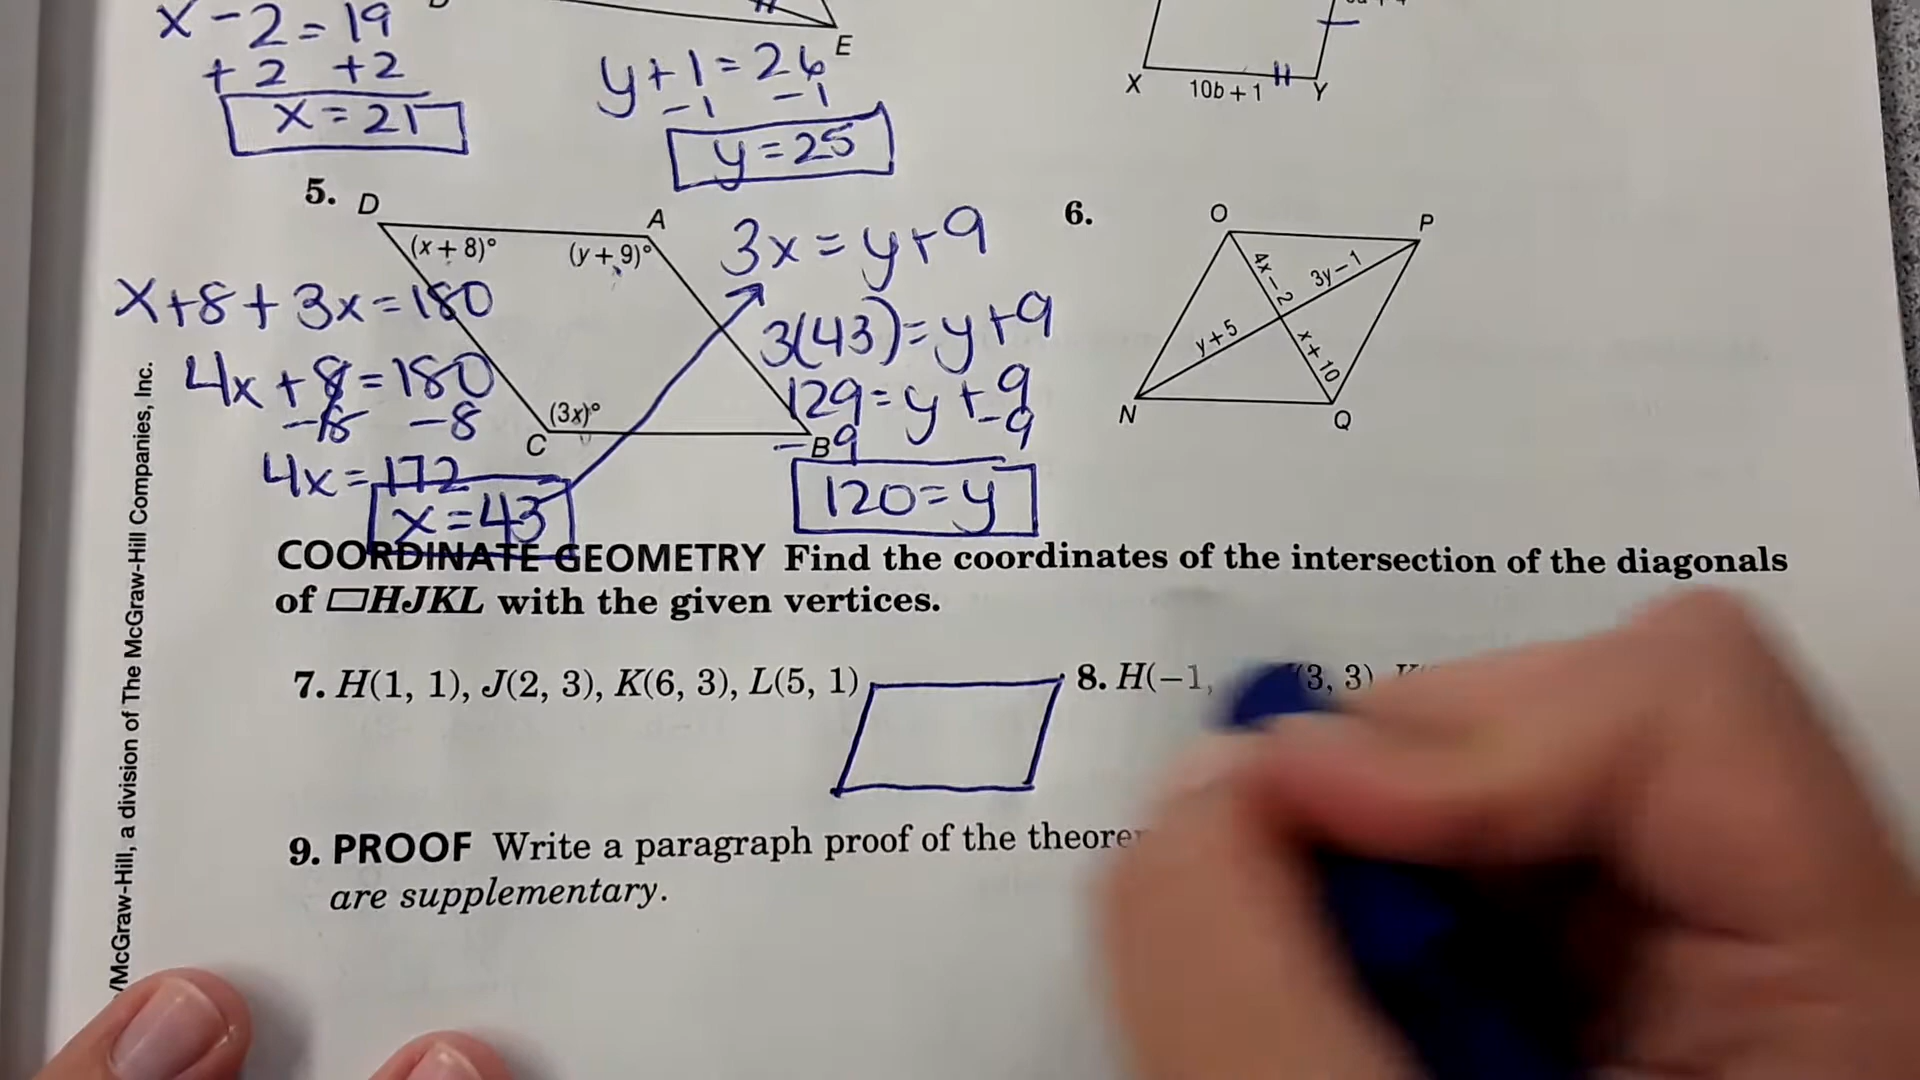 x - 2 = 19
+ 2 + 2
x = 21
E
y + 1 = 26
- 1 - 1
y = 25
X 10b + 1 Y
5. D A
(x + 8)° (y + 9)°
C (3x)° B
x + 8 + 3x = 180
4x + 8 = 180
- 8 - 8
4x = 172
x = 43
3x = y + 9
3(43) = y + 9
129 = y + 9
- 9 - 9
120 = y
6. O P
4x - 2 3y - 1
y + 5 x + 10
N Q
COORDINATE GEOMETRY Find the coordinates of the intersection of the diagonals
of ▱HJKL with the given vertices.
7. H(1, 1), J(2, 3), K(6, 3), L(5, 1)
8. H(−1, (3, 3),
9. PROOF Write a paragraph proof of the
are supplementary.
/McGraw-Hill, a division of The McGraw-Hill Companies, Inc.